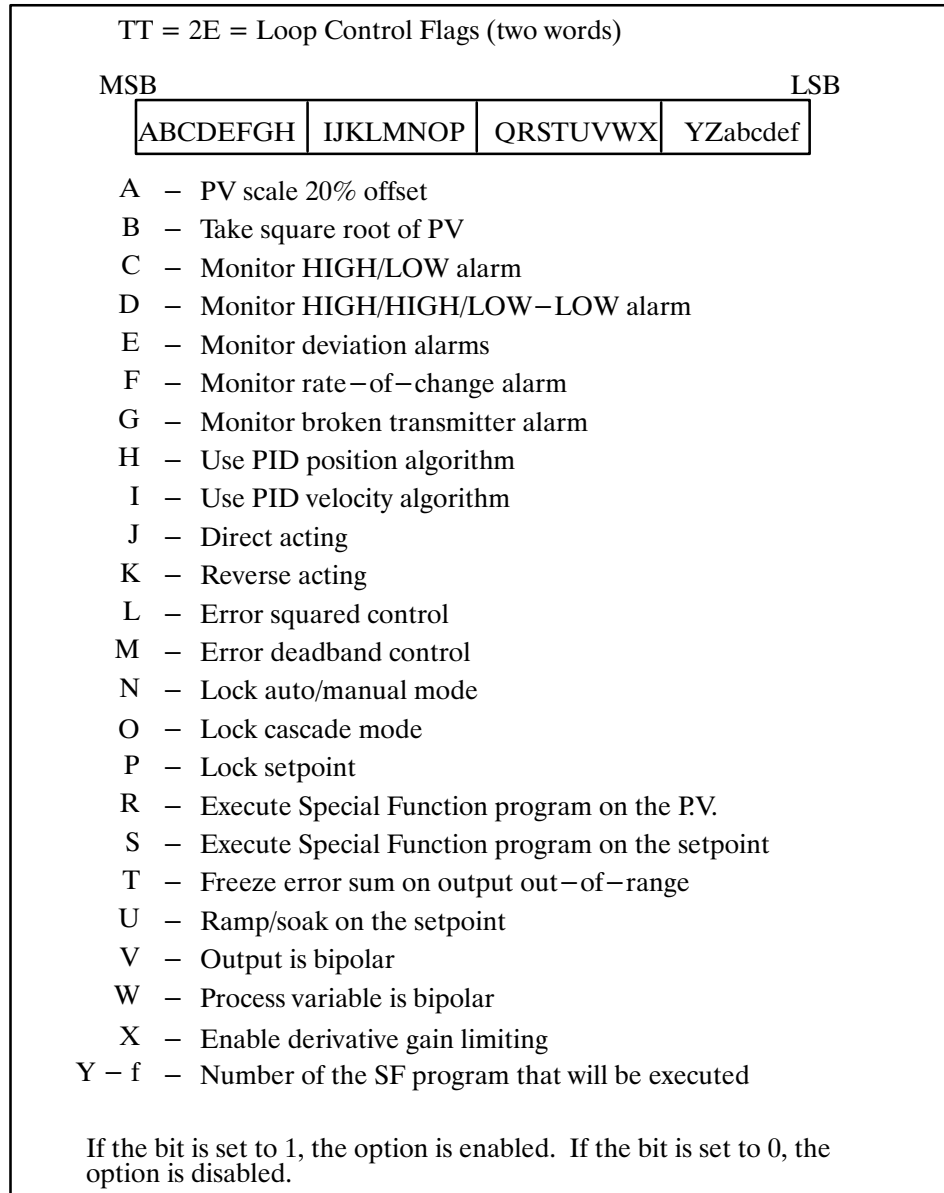 TT = 2E = Loop Control Flags (two words)
MSB LSB
ABCDEFGH IJKLMNOP QRSTUVWX YZabcdef
A − PV scale 20% offset
B − Take square root of PV
C − Monitor HIGH/LOW alarm
D − Monitor HIGH/HIGH/LOW−LOW alarm
E − Monitor deviation alarms
F − Monitor rate−of−change alarm
G − Monitor broken transmitter alarm
H − Use PID position algorithm
I − Use PID velocity algorithm
J − Direct acting
K − Reverse acting
L − Error squared control
M − Error deadband control
N − Lock auto/manual mode
O − Lock cascade mode
P − Lock setpoint
R − Execute Special Function program on the P.V.
S − Execute Special Function program on the setpoint
T − Freeze error sum on output out−of−range
U − Ramp/soak on the setpoint
V − Output is bipolar
W − Process variable is bipolar
X − Enable derivative gain limiting
Y − f − Number of the SF program that will be executed
If the bit is set to 1, the option is enabled. If the bit is set to 0, the
option is disabled.